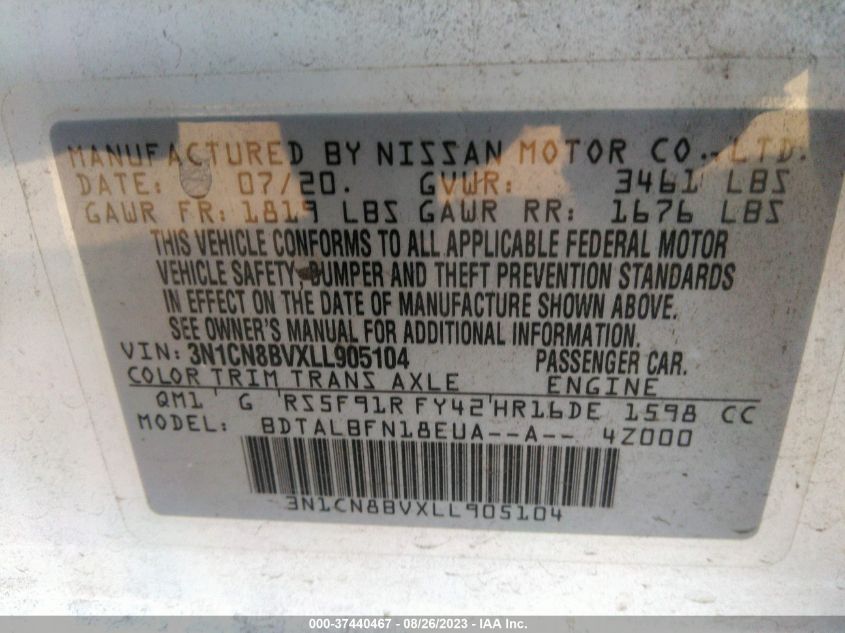 MANUFACTURED BY NISSAN MOTOR CO., LTD.
DATE: 07/20. GVWR: 3461 LBS
GAWR FR: 1819 LBS GAWR RR: 1676 LBS
THIS VEHICLE CONFORMS TO ALL APPLICABLE FEDERAL MOTOR
VEHICLE SAFETY, BUMPER AND THEFT PREVENTION STANDARDS
IN EFFECT ON THE DATE OF MANUFACTURE SHOWN ABOVE.
SEE OWNER'S MANUAL FOR ADDITIONAL INFORMATION.
VIN: 3N1CN8BVXLL905104 PASSENGER CAR.
COLOR TRIM TRANS AXLE ENGINE
QM1 'G 'RS5F91R FY42'HR16DE 1598 CC
MODEL: BDTALBFN18EUA--A-- 4Z000
3N1CN8BVXLL905104
000-37440467 - 08/26/2023 - IAA Inc.